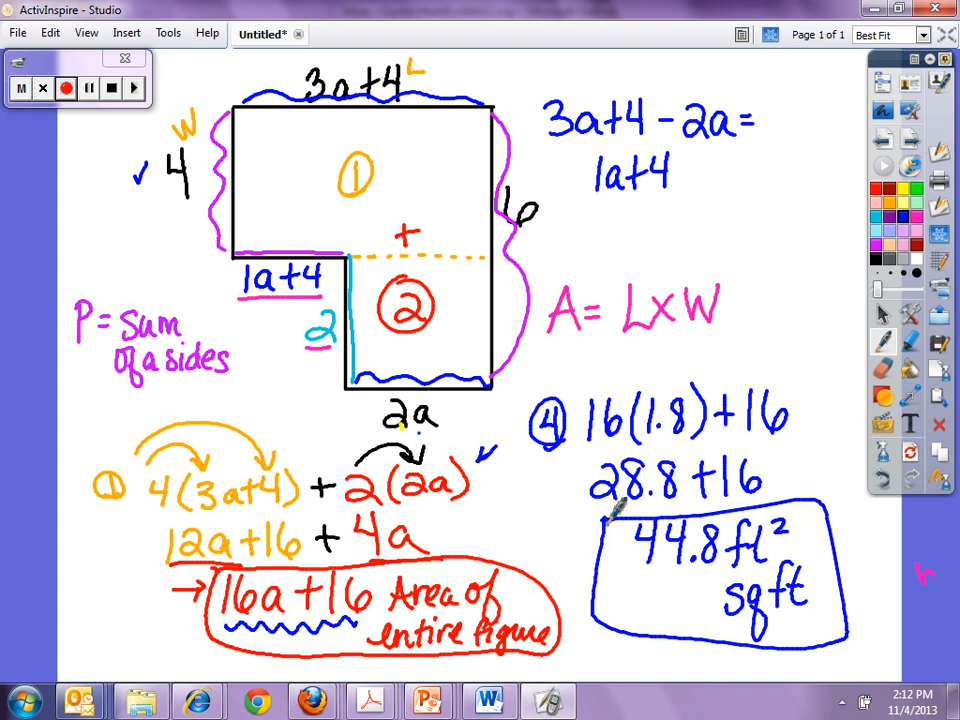 ActivInspire - Studio
File Edit View Insert Tools Help Untitled* Page 1 of 1 Best Fit
M
3a+4 L
W
4
1
16
+
1a+4
2
2
2a
P = Sum
of a sides
3a+4 - 2a =
1a+4
A = L x W
1 4(3a+4) + 2(2a)
12a+16 + 4a
→ 16a+16 Area of
entire figure
4 16(1.8)+16
28.8+16
44.8 ft²
sq ft
T
2:12 PM
11/4/2013